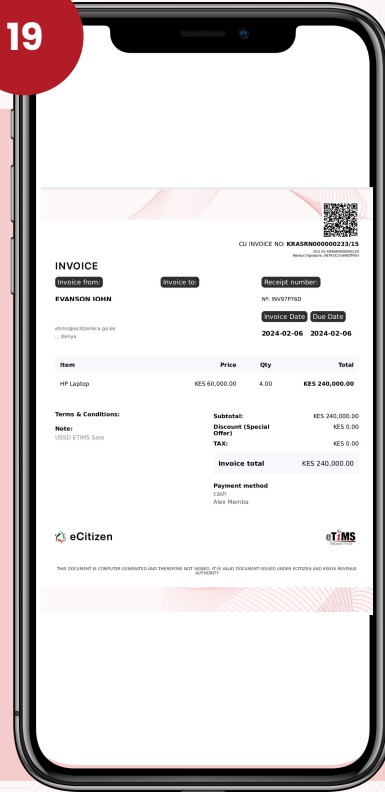 19
CU INVOICE NO: KRASRN000000233/15
INVOICE
Invoice from:
Invoice to:
Receipt number:
EVANSON JOHN
Nº: INV97P76D
Invoice Date
Due Date
etims@ecitizenkra.go.ke
, , Kenya
2024-02-06
2024-02-06
Item Price Qty Total
HP Laptop KES 60,000.00 4.00 KES 240,000.00
Terms & Conditions:
Note:
USSD ETIMS Sale
Subtotal: KES 240,000.00
Discount (Special
Offer) KES 0.00
TAX: KES 0.00
Invoice total KES 240,000.00
Payment method
cash
Alex Memba
eCitizen
eTiMS
THIS DOCUMENT IS COMPUTER GENERATED AND THEREFORE NOT SIGNED. IT IS VALID DOCUMENT ISSUED UNDER ECITIZEN AND KENYA REVENUE
AUTHORITY